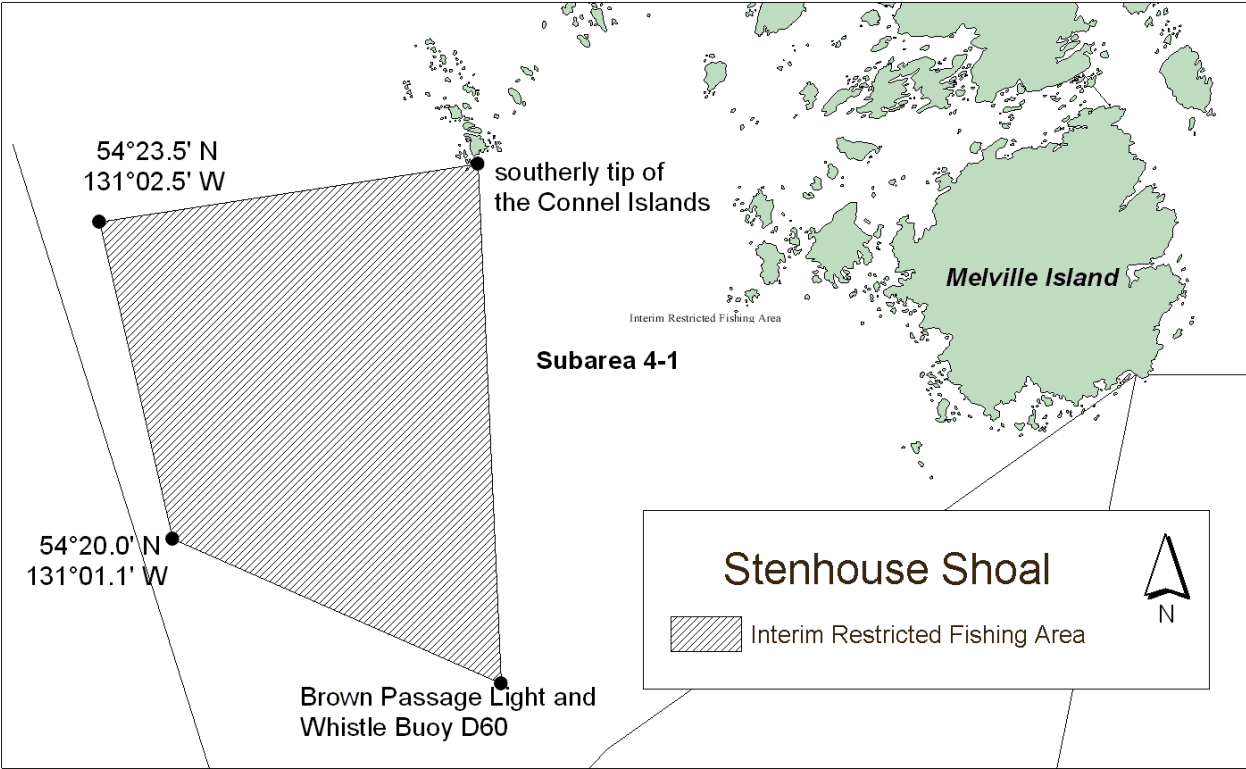 54°23.5' N
131°02.5' W
southerly tip of
the Connel Islands
Melville Island
Interim Restricted Fishing Area
Subarea 4-1
54°20.0' N
131°01.1' W
Stenhouse Shoal
N
Interim Restricted Fishing Area
Brown Passage Light and
Whistle Buoy D60